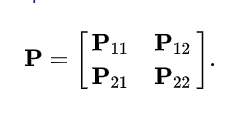 P = [ P₁₁ P₁₂
P₂₁ P₂₂ ].